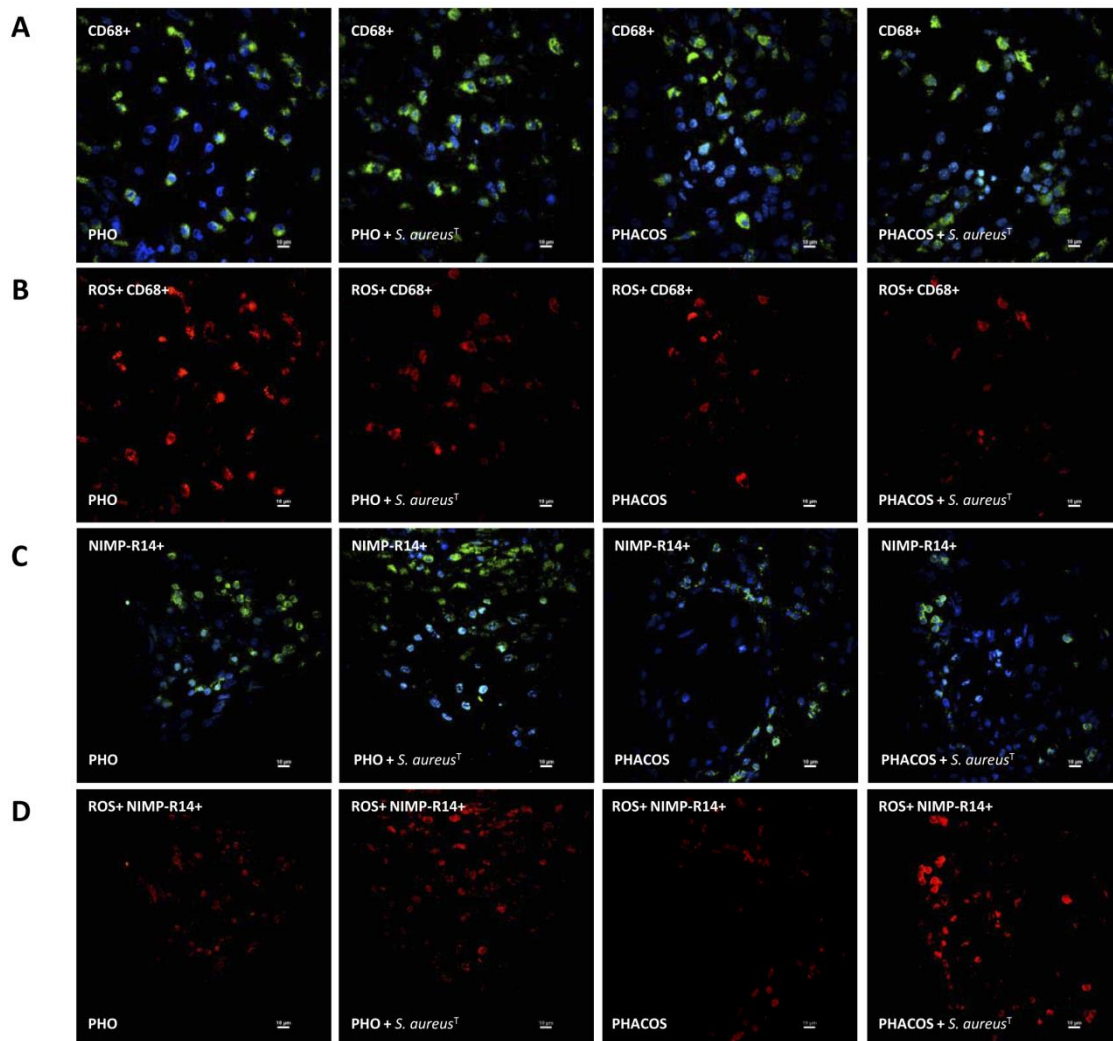 A
CD68+
CD68+
CD68+
CD68+
PHO
10 µm
PHO + S. aureusᵀ
10 µm
PHACOS
10 µm
PHACOS + S. aureusᵀ
10 µm
B
ROS+ CD68+
ROS+ CD68+
ROS+ CD68+
ROS+ CD68+
PHO
10 µm
PHO + S. aureusᵀ
10 µm
PHACOS
10 µm
PHACOS + S. aureusᵀ
10 µm
C
NIMP-R14+
NIMP-R14+
NIMP-R14+
NIMP-R14+
PHO
10 µm
PHO + S. aureusᵀ
10 µm
PHACOS
10 µm
PHACOS + S. aureusᵀ
10 µm
D
ROS+ NIMP-R14+
ROS+ NIMP-R14+
ROS+ NIMP-R14+
ROS+ NIMP-R14+
PHO
10 µm
PHO + S. aureusᵀ
10 µm
PHACOS
10 µm
PHACOS + S. aureusᵀ
10 µm